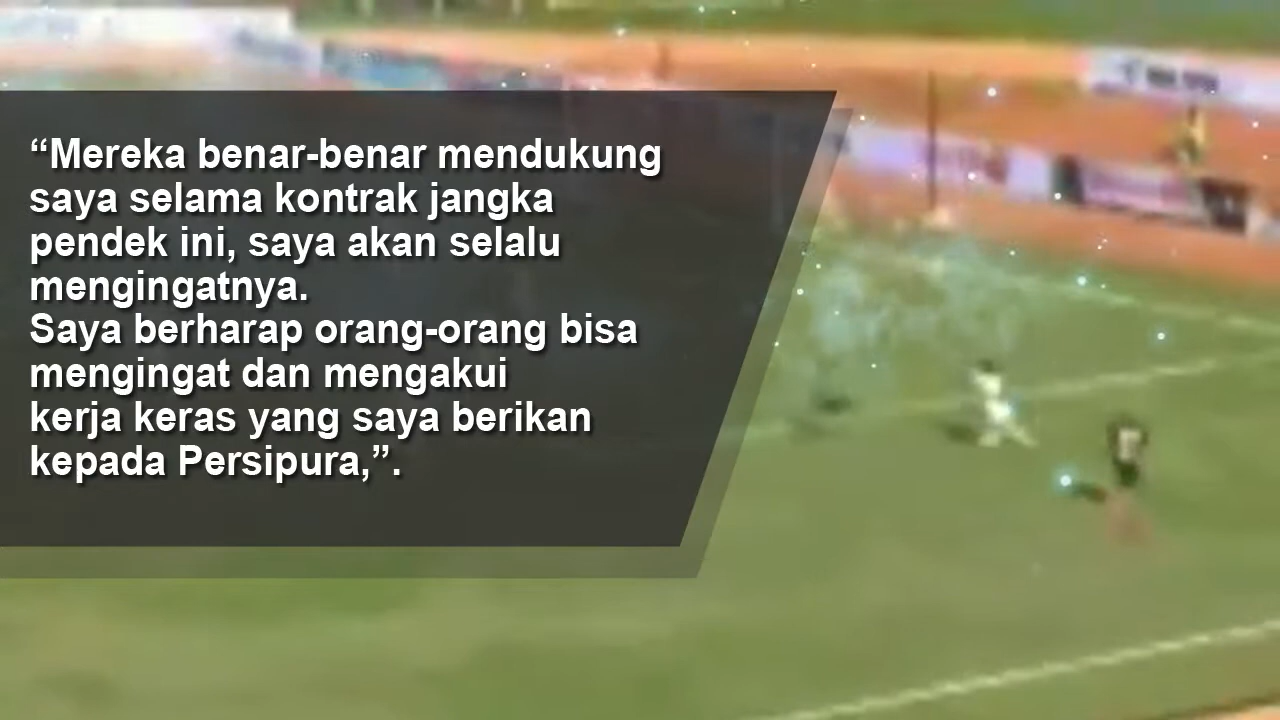 “Mereka benar-benar mendukung
saya selama kontrak jangka
pendek ini, saya akan selalu
mengingatnya.
Saya berharap orang-orang bisa
mengingat dan mengakui
kerja keras yang saya berikan
kepada Persipura,”.